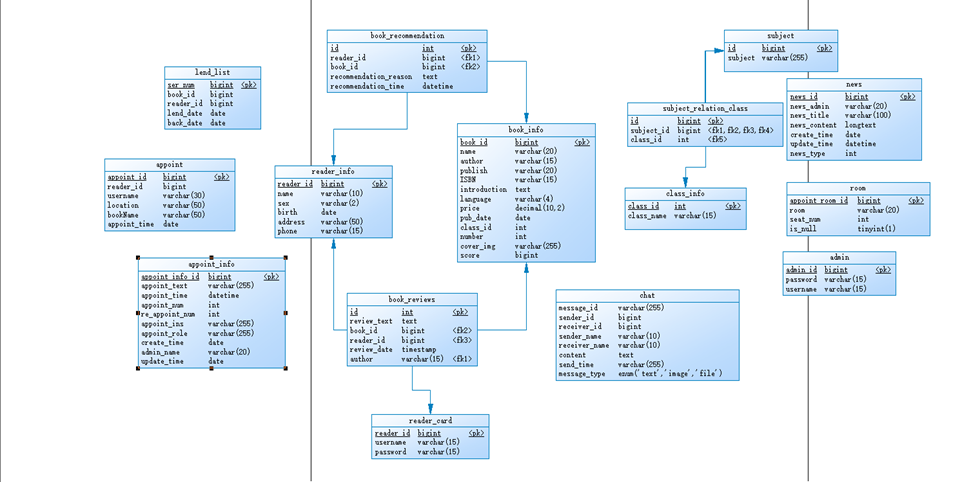 book_recommendation
id int <pk>
reader_id bigint <fk1>
book_id bigint <fk2>
recommendation_reason text
recommendation_time datetime
subject
id bigint <pk>
subject varchar(255)
lend_list
ser_num bigint <pk>
book_id bigint
reader_id bigint
lend_date date
back_date date
news
news_id bigint <pk>
news_admin varchar(20)
news_title varchar(100)
news_content longtext
create_time date
update_time datetime
news_type int
subject_relation_class
id bigint <pk>
subject_id bigint <fk1, fk2, fk3, fk4>
class_id int <fk5>
book_info
book_id bigint <pk>
name varchar(20)
author varchar(15)
publish varchar(20)
ISBN varchar(15)
introduction text
language varchar(4)
price decimal(10, 2)
pub_date date
class_id int
number int
cover_img varchar(255)
score bigint
appoint
appoint_id bigint <pk>
reader_id bigint
username varchar(30)
location varchar(50)
bookName varchar(50)
appoint_time date
reader_info
reader_id bigint <pk>
name varchar(10)
sex varchar(2)
birth date
address varchar(50)
phone varchar(15)
class_info
class_id int <pk>
class_name varchar(15)
room
appoint_room_id bigint <pk>
room varchar(20)
seat_num int
is_null tinyint(1)
admin
admin_id bigint <pk>
password varchar(15)
username varchar(15)
appoint_info
appoint_info_id bigint <pk>
appoint_text varchar(255)
appoint_time datetime
appoint_num int
re_appoint_num int
appoint_ins varchar(255)
appoint_role varchar(255)
create_time date
admin_name varchar(20)
update_time date
book_reviews
id int <pk>
review_text text
book_id bigint <fk2>
reader_id bigint <fk3>
review_date timestamp
author varchar(15) <fk1>
chat
message_id varchar(255)
sender_id bigint
receiver_id bigint
sender_name varchar(10)
receiver_name varchar(10)
content text
send_time varchar(255)
message_type enum('text','image','file')
reader_card
reader_id bigint <pk>
username varchar(15)
password varchar(15)